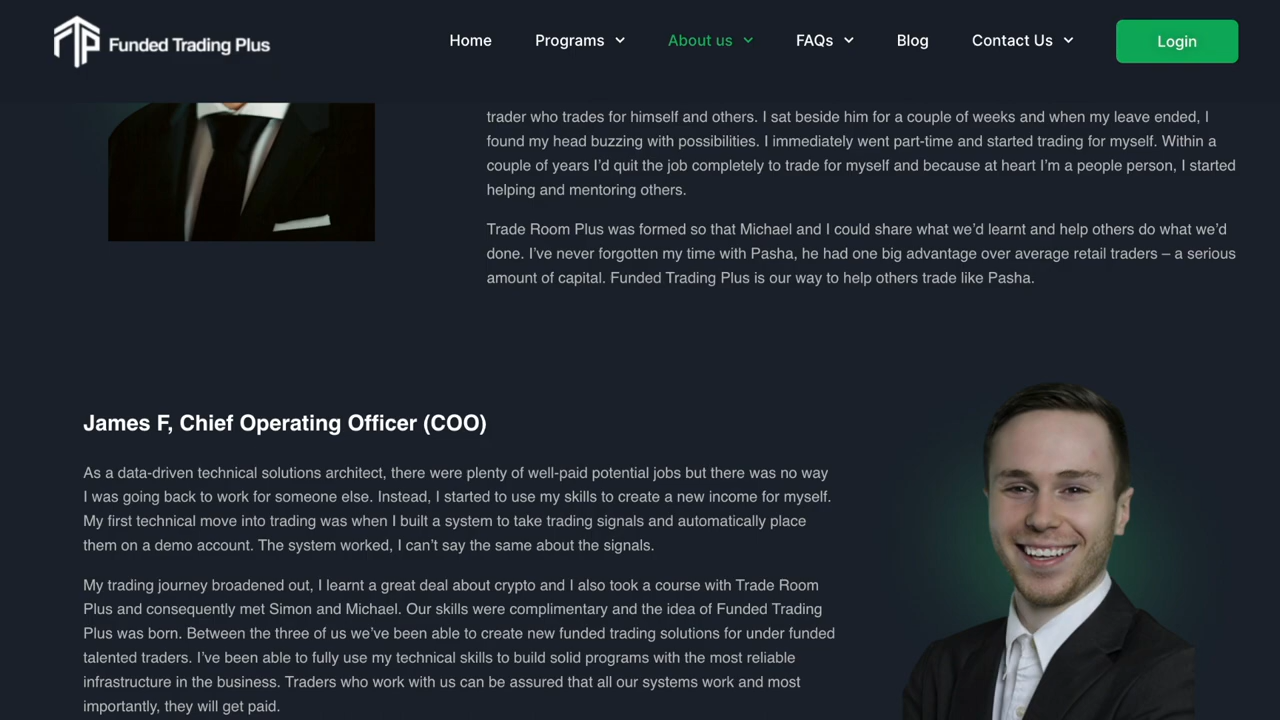 Funded Trading Plus
Home
Programs
About us
FAQs
Blog
Contact Us
Login
trader who trades for himself and others. I sat beside him for a couple of weeks and when my leave ended, I
found my head buzzing with possibilities. I immediately went part-time and started trading for myself. Within a
couple of years I’d quit the job completely to trade for myself and because at heart I’m a people person, I started
helping and mentoring others.
Trade Room Plus was formed so that Michael and I could share what we’d learnt and help others do what we’d
done. I’ve never forgotten my time with Pasha, he had one big advantage over average retail traders – a serious
amount of capital. Funded Trading Plus is our way to help others trade like Pasha.
James F, Chief Operating Officer (COO)
As a data-driven technical solutions architect, there were plenty of well-paid potential jobs but there was no way
I was going back to work for someone else. Instead, I started to use my skills to create a new income for myself.
My first technical move into trading was when I built a system to take trading signals and automatically place
them on a demo account. The system worked, I can’t say the same about the signals.
My trading journey broadened out, I learnt a great deal about crypto and I also took a course with Trade Room
Plus and consequently met Simon and Michael. Our skills were complimentary and the idea of Funded Trading
Plus was born. Between the three of us we’ve been able to create new funded trading solutions for under funded
talented traders. I’ve been able to fully use my technical skills to build solid programs with the most reliable
infrastructure in the business. Traders who work with us can be assured that all our systems work and most
importantly, they will get paid.